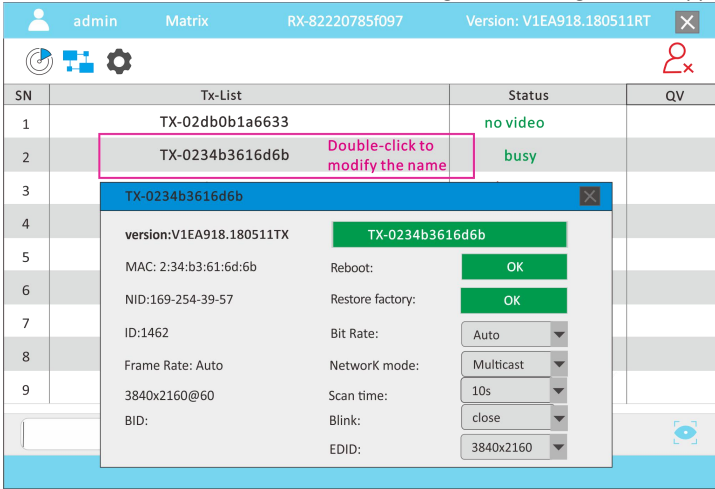 admin Matrix RX-82220785f097 Version: V1EA918.180511RT
SN Tx-List Status QV
1 TX-02db0b1a6633 no video
2 TX-0234b3616d6b Double-click to modify the name busy
3
TX-0234b3616d6b
4
version:V1EA918.180511TX TX-0234b3616d6b
5
MAC: 2:34:b3:61:6d:6b Reboot: OK
6
NID:169-254-39-57 Restore factory: OK
7
ID:1462 Bit Rate: Auto
8
Frame Rate: Auto NetworK mode: Multicast
9
3840x2160@60 Scan time: 10s
BID: Blink: close
EDID: 3840x2160